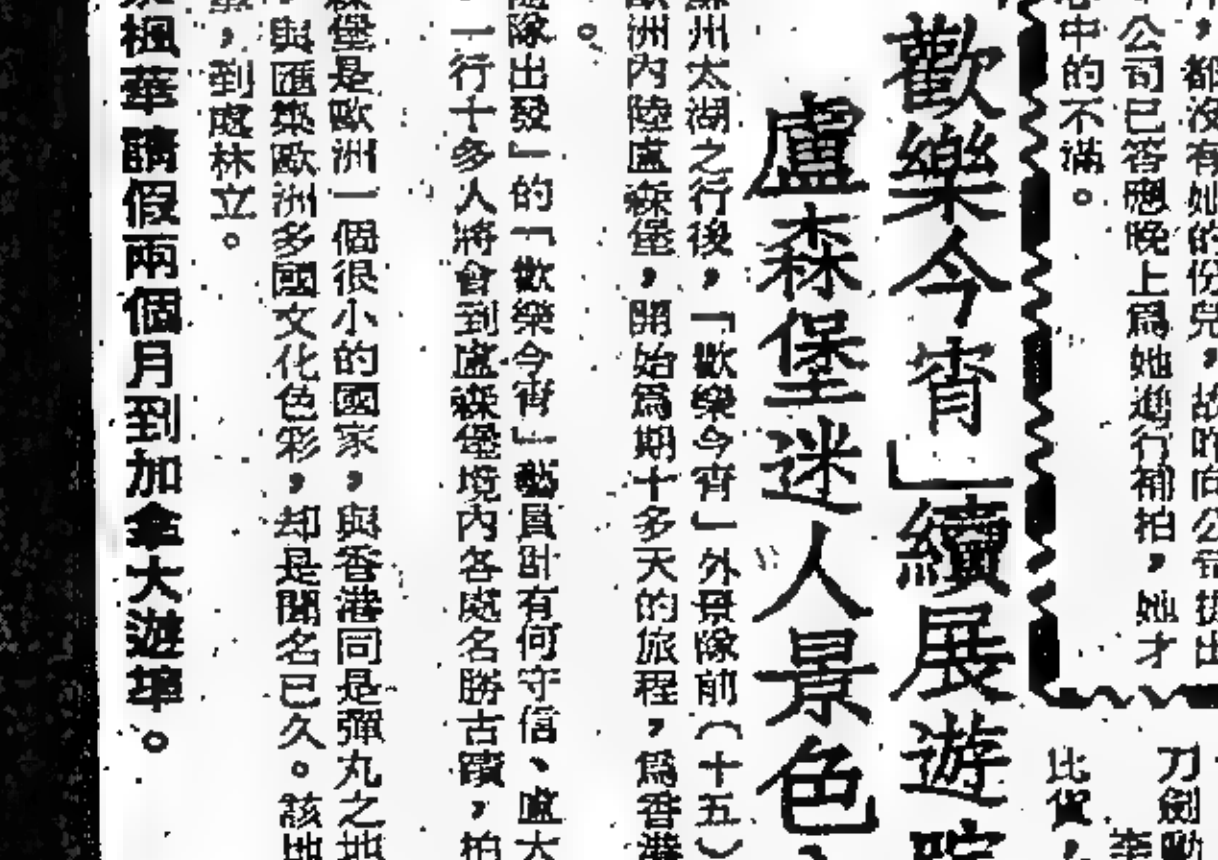 ，都沒有她的份兒，故昨向公司提出
公司已答應晚上爲她進行補拍，她才
心中的不滿。
刀劍
比賽，
歡樂今宵」續展遊蹤
盧森堡迷人景色
蘇州太湖之行後，「歡樂今宵」外景隊前（十五）
歐洲內陸盧森堡，開始爲期十多天的旅程，爲香港
。
隨隊出發」的「歡樂今宵」藝員計有何守信、盧大
一行十多人將會到盧森堡境內各處名勝古蹟，拍
森堡是歐洲一個很小的國家，與香港同是彈丸之地
與匯集歐洲多國文化色彩，却是聞名已久。該地
，到處林立。
楓華請假兩個月到加拿大遊埠。